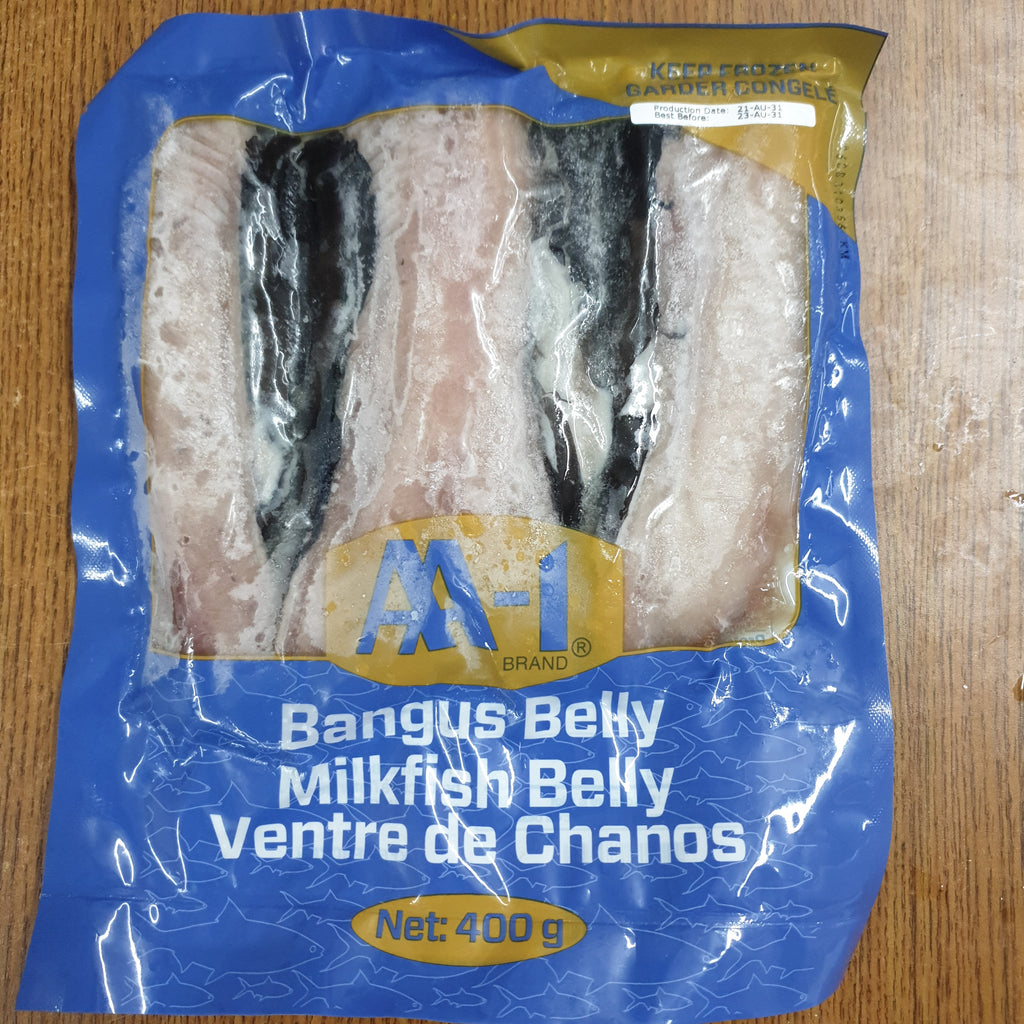 KEEP FROZEN
GARDER CONGELÉ
Production Date: 21-AU-31
Best Before: 23-AU-31
AA-1
BRAND®
Bangus Belly
Milkfish Belly
Ventre de Chanos
Net: 400 g